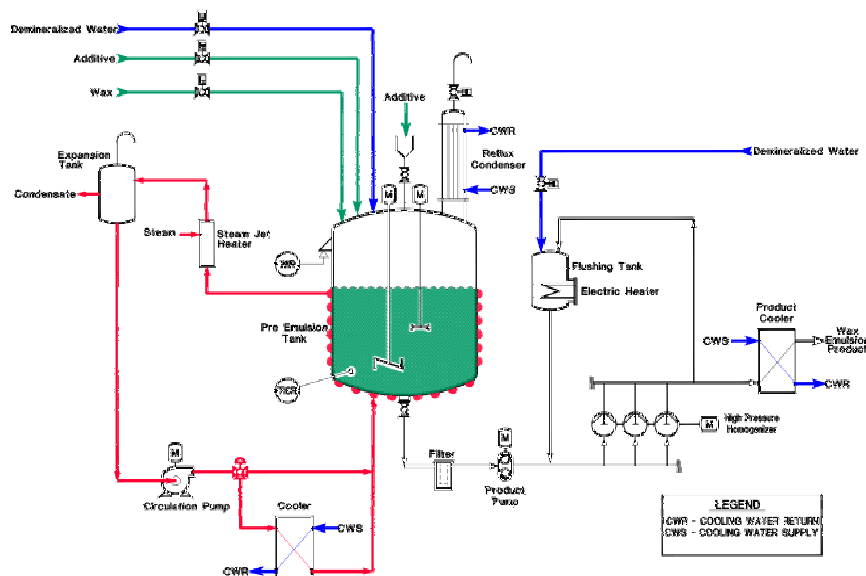 Demineralized Water
Additive
Wax
Additive
CWR
Reflux
Condenser
CWS
Demineralized Water
Expansion
Tank
Condensate
Steam
Steam Jet
Heater
M
M
Flushing Tank
Electric Heater
Pre Emulsion
Tank
Product
Cooler
CWS
Wax
Emulsion
Product
CWR
High Pressure
Homogenizer
M
M
Filter
M
Product
Pump
Circulation Pump
Cooler
CWS
CWR
LEGEND
CWR - COOLING WATER RETURN
CWS - COOLING WATER SUPPLY